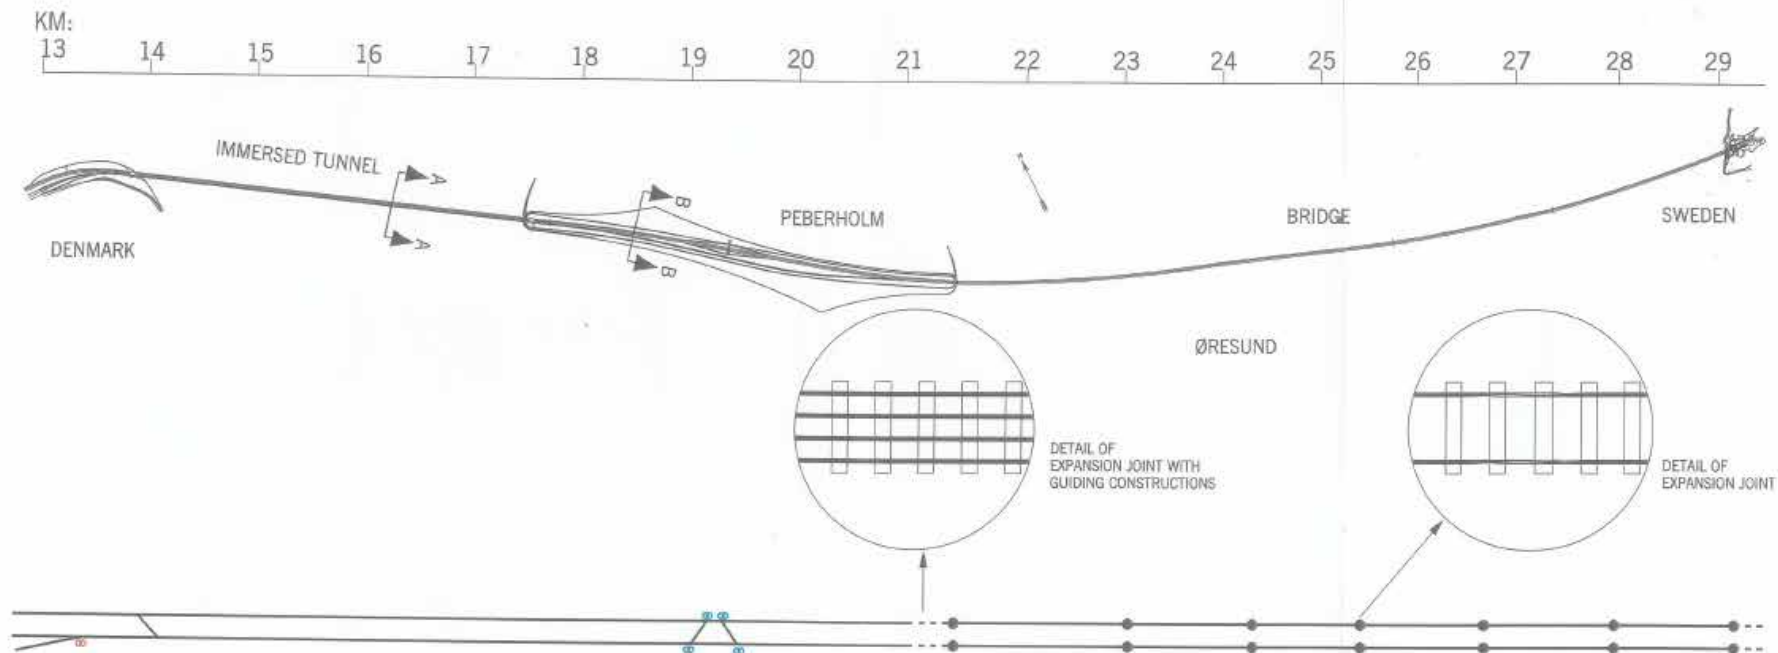 KM:
13 14 15 16 17 18 19 20 21 22 23 24 25 26 27 28 29
IMMERSED TUNNEL
A
A
B
B
PEBERHOLM
BRIDGE
SWEDEN
DENMARK
ØRESUND
DETAIL OF
EXPANSION JOINT WITH
GUIDING CONSTRUCTIONS
DETAIL OF
EXPANSION JOINT